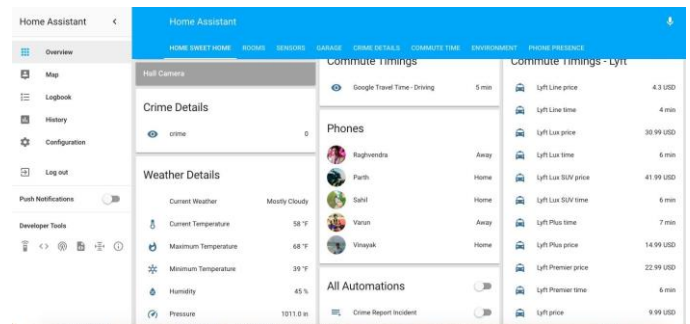 Home Assistant
Overview
Map
Logbook
History
Configuration
Log out
Push Notifications
Developer Tools
Home Assistant
HOME SWEET HOME ROOMS SENSORS GARAGE CRIME DETAILS COMMUTE TIME ENVIRONMENT PHONE PRESENCE
Hall Camera
Crime Details
crime 0
Weather Details
Current Weather Mostly Cloudy
Current Temperature 58 °F
Maximum Temperature 68 °F
Minimum Temperature 39 °F
Humidity 45 %
Pressure 1011.0 in
Commute Timings
Google Travel Time - Driving 5 min
Phones
Raghvendra Away
Parth Home
Sahil Home
Varun Away
Vinayak Home
All Automations
Crime Report Incident
Commute Timings - Lyft
Lyft Line price 4.3 USD
Lyft Line time 4 min
Lyft Lux price 30.99 USD
Lyft Lux time 6 min
Lyft Lux SUV price 41.99 USD
Lyft Lux SUV time 6 min
Lyft Plus time 7 min
Lyft Plus price 14.99 USD
Lyft Premier price 22.99 USD
Lyft Premier time 6 min
Lyft price 9.99 USD